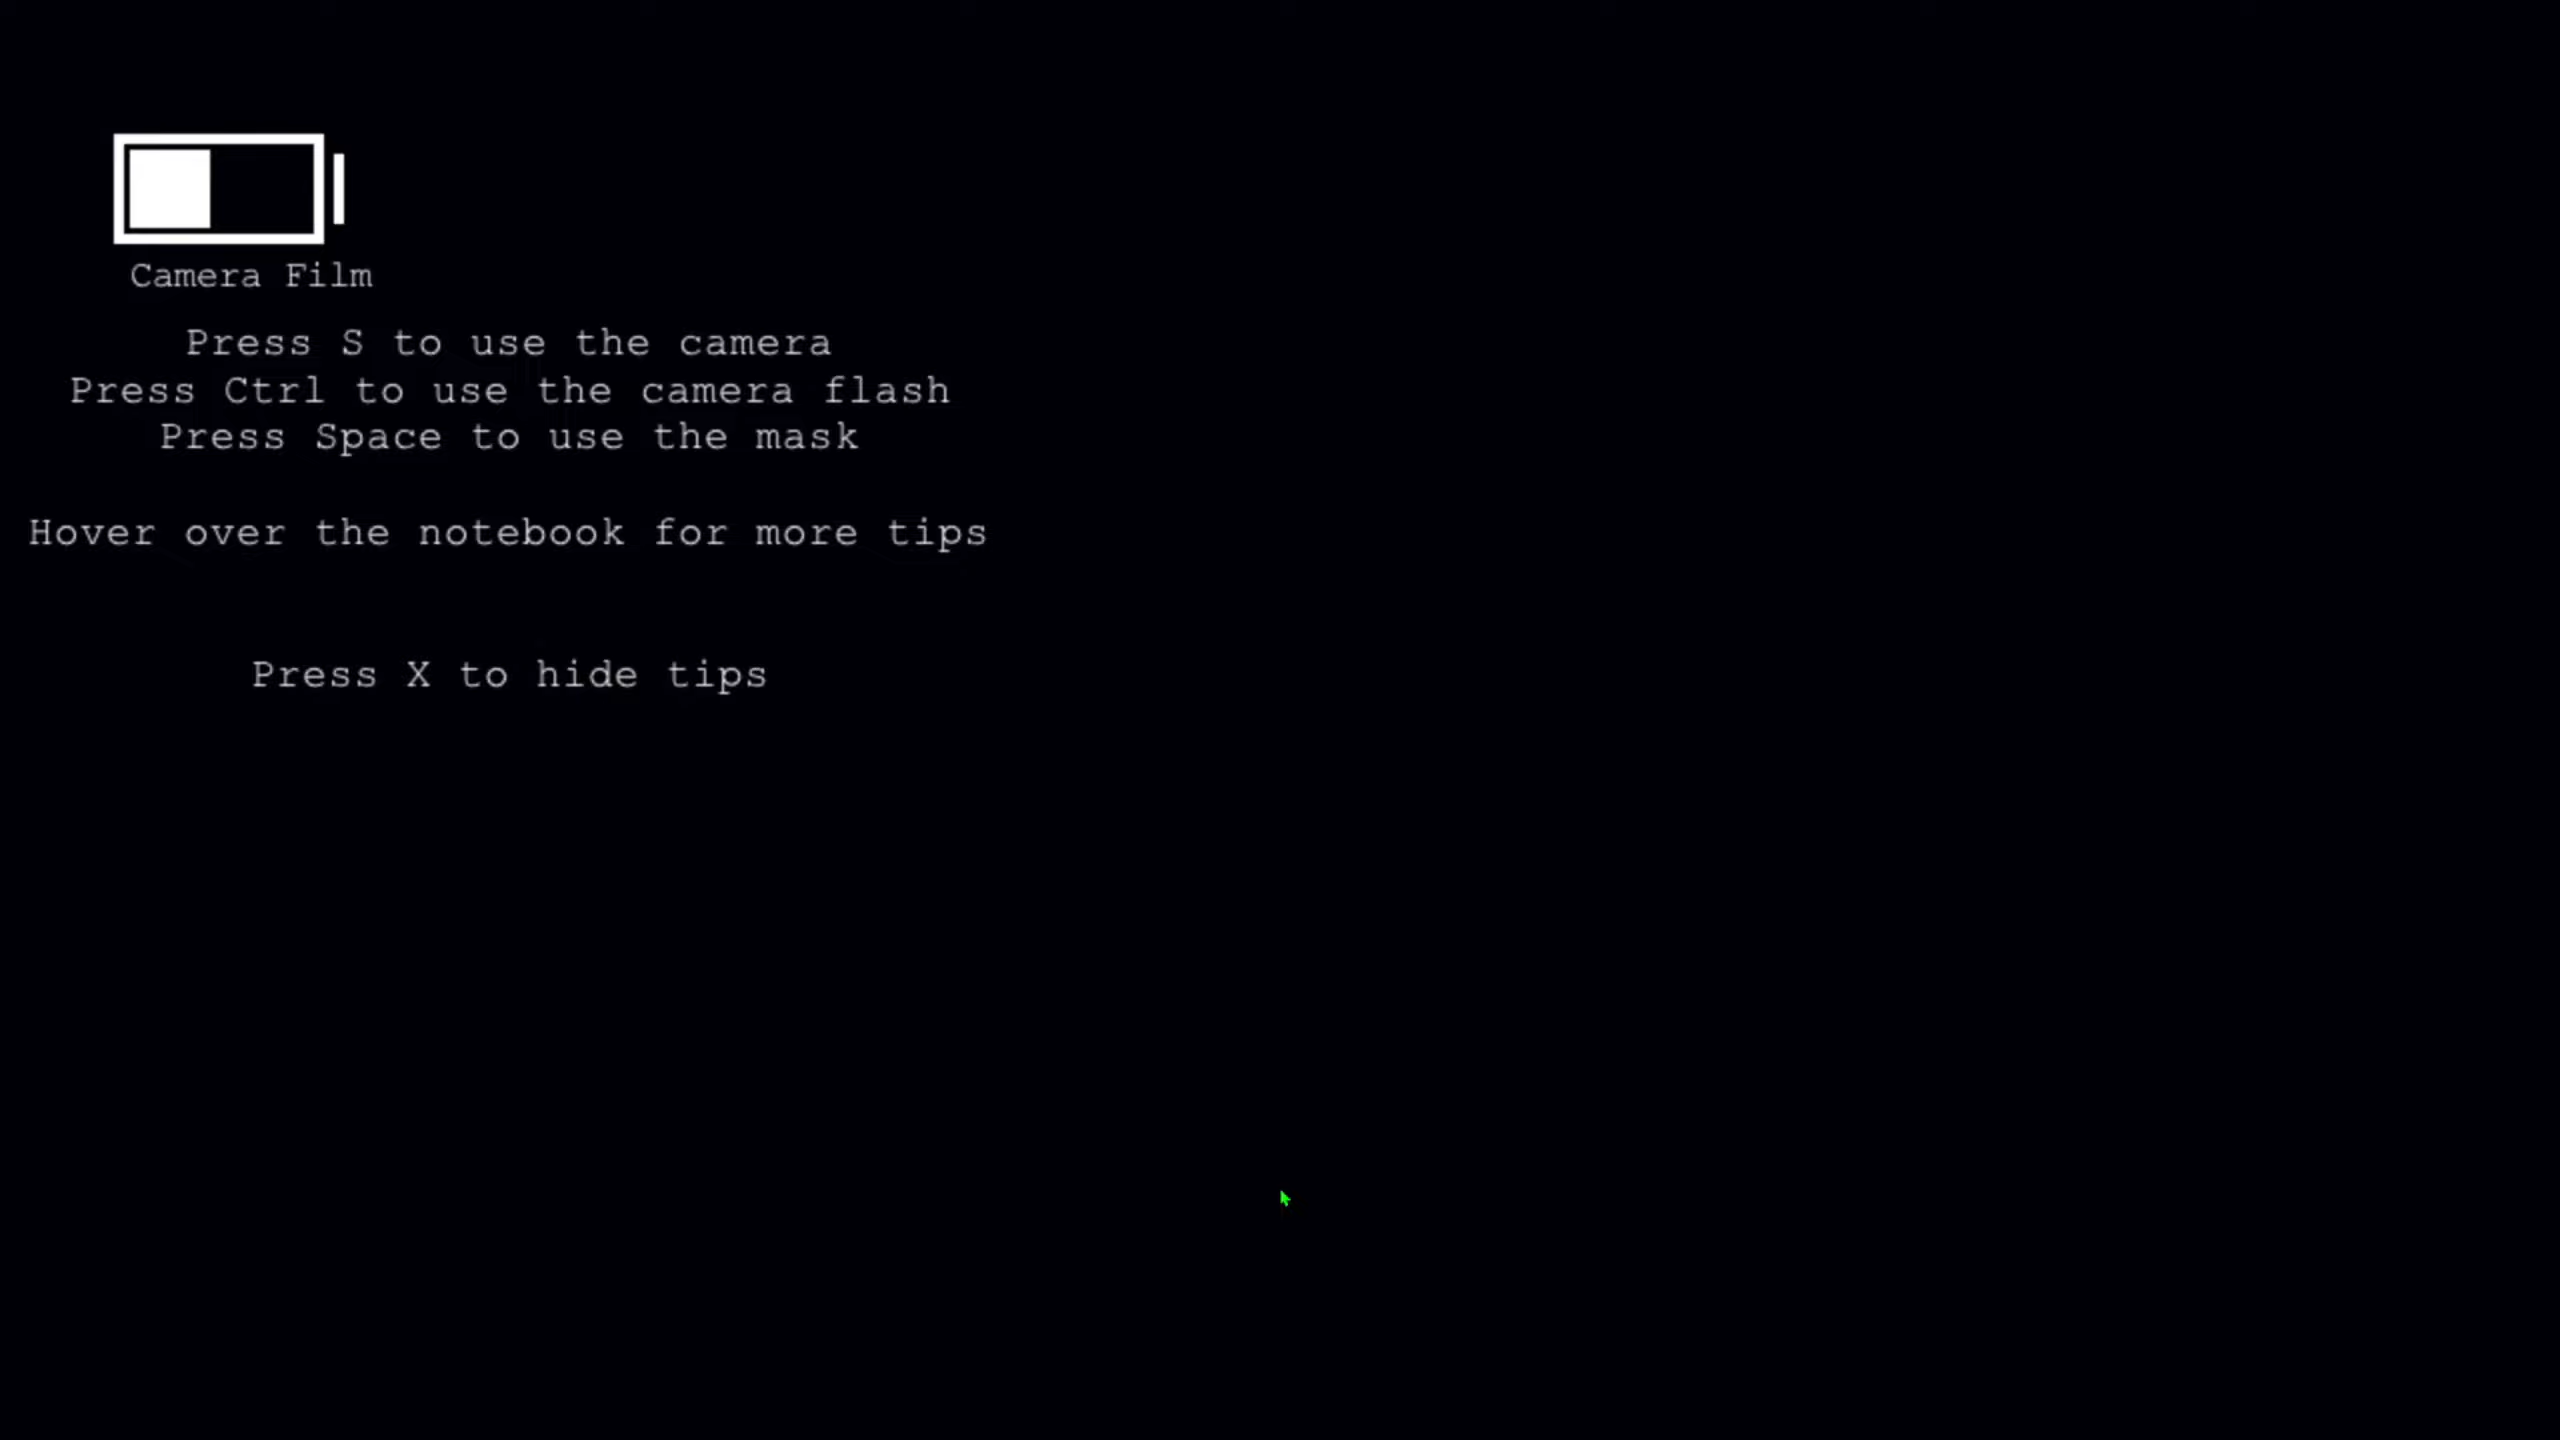 Camera Film
Press S to use the camera
Press Ctrl to use the camera flash
Press Space to use the mask
Hover over the notebook for more tips
Press X to hide tips